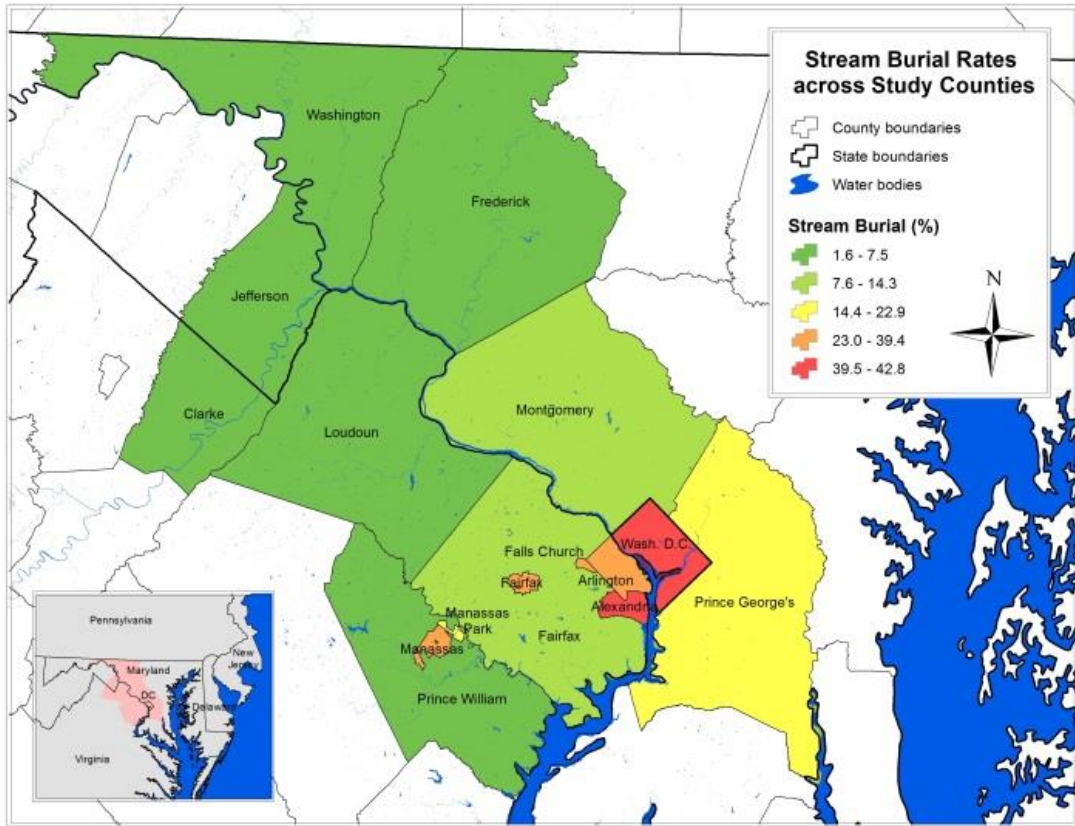 Stream Burial Rates
across Study Counties
County boundaries
State boundaries
Water bodies
Stream Burial (%)
1.6 - 7.5
7.6 - 14.3
14.4 - 22.9
23.0 - 39.4
39.5 - 42.8
N
Washington
Frederick
Jefferson
Clarke
Loudoun
Montgomery
Falls Church
Wash. D.C.
Fairfax
Arlington
Alexandria
Prince George's
Manassas
Park
Fairfax
Manassas
Prince William
Pennsylvania
New
Jersey
Maryland
DC
Delaware
Virginia